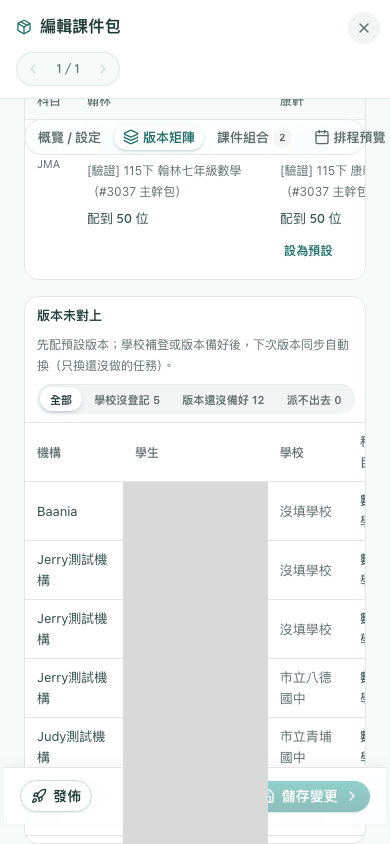 編輯課件包
1 / 1
科目 翰林 康軒
概覽 / 設定 版本矩陣 課件組合 2 排程預覽
JMA
[驗證] 115下 翰林七年級數學
（#3037 主幹包）
配到 50 位
[驗證] 115下 康
（#3037 主幹
配到 50 位
設為預設
版本未對上
先配預設版本；學校補登或版本備好後，下次版本同步自動
換（只換還沒做的任務）。
全部 學校沒登記 5 版本還沒備好 12 派不出去 0
機構 學生 學校
Baania 沒填學校
Jerry測試機
構
沒填學校
Jerry測試機
構
沒填學校
Jerry測試機
構
市立八德
國中
Judy測試機
構
市立青埔
國中
發佈 儲存變更